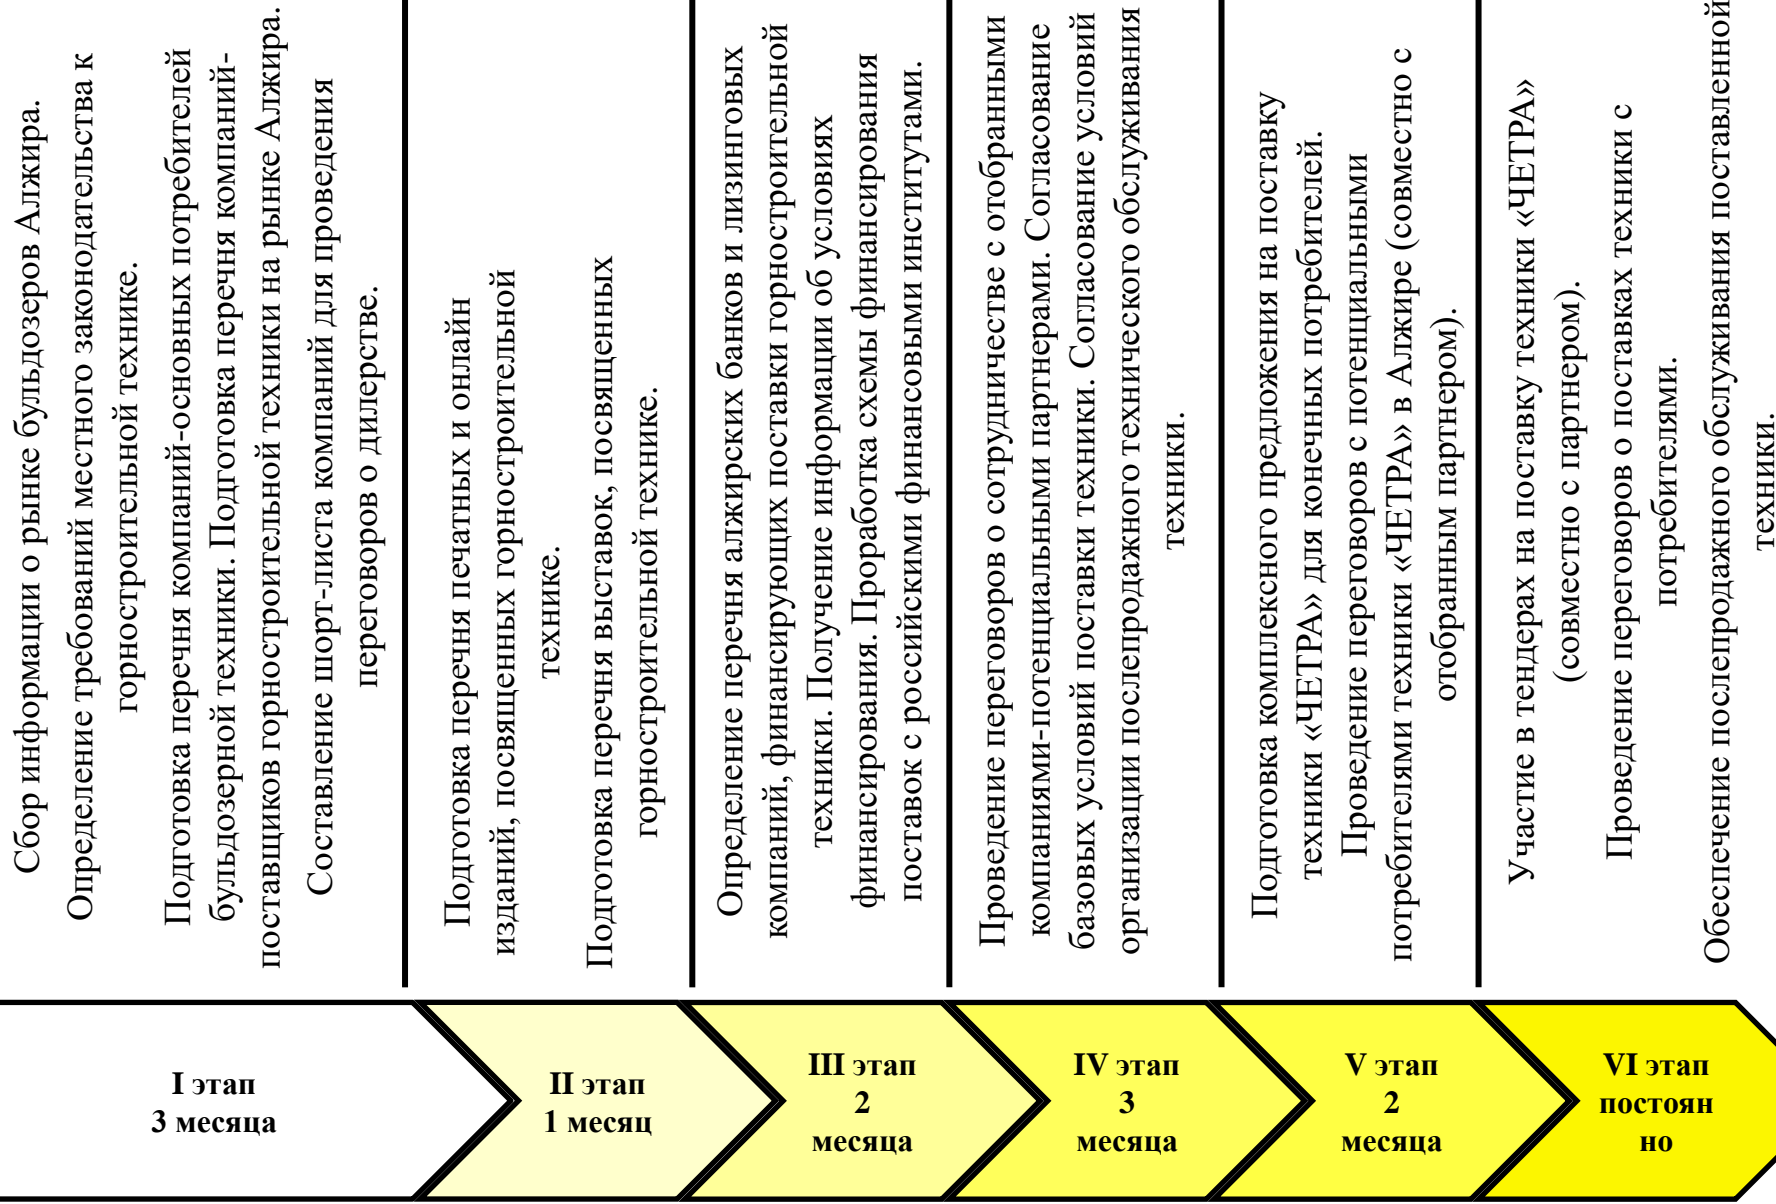 Сбор информации о рынке бульдозеров Алжира.
Определение требований местного законодательства к
горностроительной технике.
Подготовка перечня компаний-основных потребителей
бульдозерной техники. Подготовка перечня компаний-
поставщиков горностроительной техники на рынке Алжира.
Составление шорт-листа компаний для проведения
переговоров о дилерстве.
Подготовка перечня печатных и онлайн
изданий, посвященных горностроительной
технике.
Подготовка перечня выставок, посвященных
горностроительной технике.
Определение перечня алжирских банков и лизинговых
компаний, финансирующих поставки горностроительной
техники. Получение информации об условиях
финансирования. Проработка схемы финансирования
поставок с российскими финансовыми институтами.
Проведение переговоров о сотрудничестве с отобранными
компаниями-потенциальными партнерами. Согласование
базовых условий поставки техники. Согласование условий
организации послепродажного технического обслуживания
техники.
Подготовка комплексного предложения на поставку
техники «ЧЕТРА» для конечных потребителей.
Проведение переговоров с потенциальными
потребителями техники «ЧЕТРА» в Алжире (совместно с
отобранным партнером).
Участие в тендерах на поставку техники «ЧЕТРА»
(совместно с партнером).
Проведение переговоров о поставках техники с
потребителями.
Обеспечение послепродажного обслуживания поставленной
техники.
I этап
3 месяца
II этап
1 месяц
III этап
2
месяца
IV этап
3
месяца
V этап
2
месяца
VI этап
постоян
но